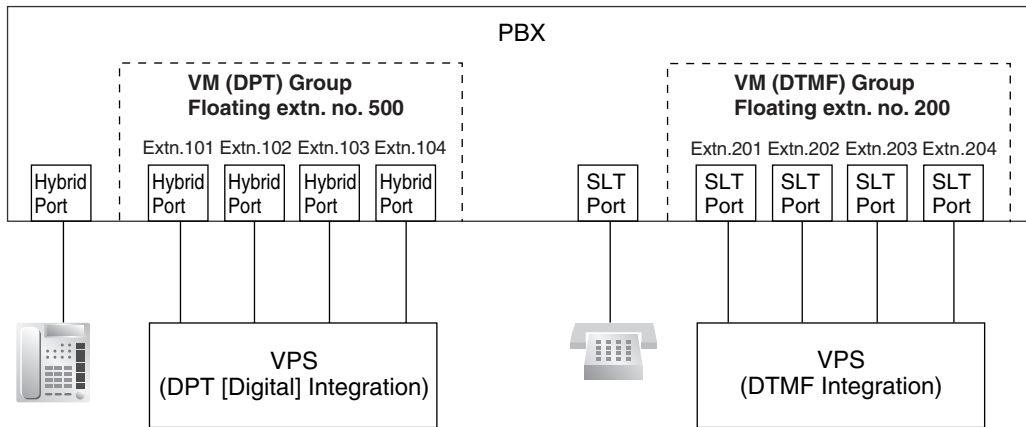 PBX
VM (DPT) Group
Floating extn. no. 500
VM (DTMF) Group
Floating extn. no. 200
Extn.101 Extn.102 Extn.103 Extn.104
Extn.201 Extn.202 Extn.203 Extn.204
Hybrid
Port
Hybrid
Port
Hybrid
Port
Hybrid
Port
Hybrid
Port
SLT
Port
SLT
Port
SLT
Port
SLT
Port
SLT
Port
VPS
(DPT [Digital] Integration)
VPS
(DTMF Integration)